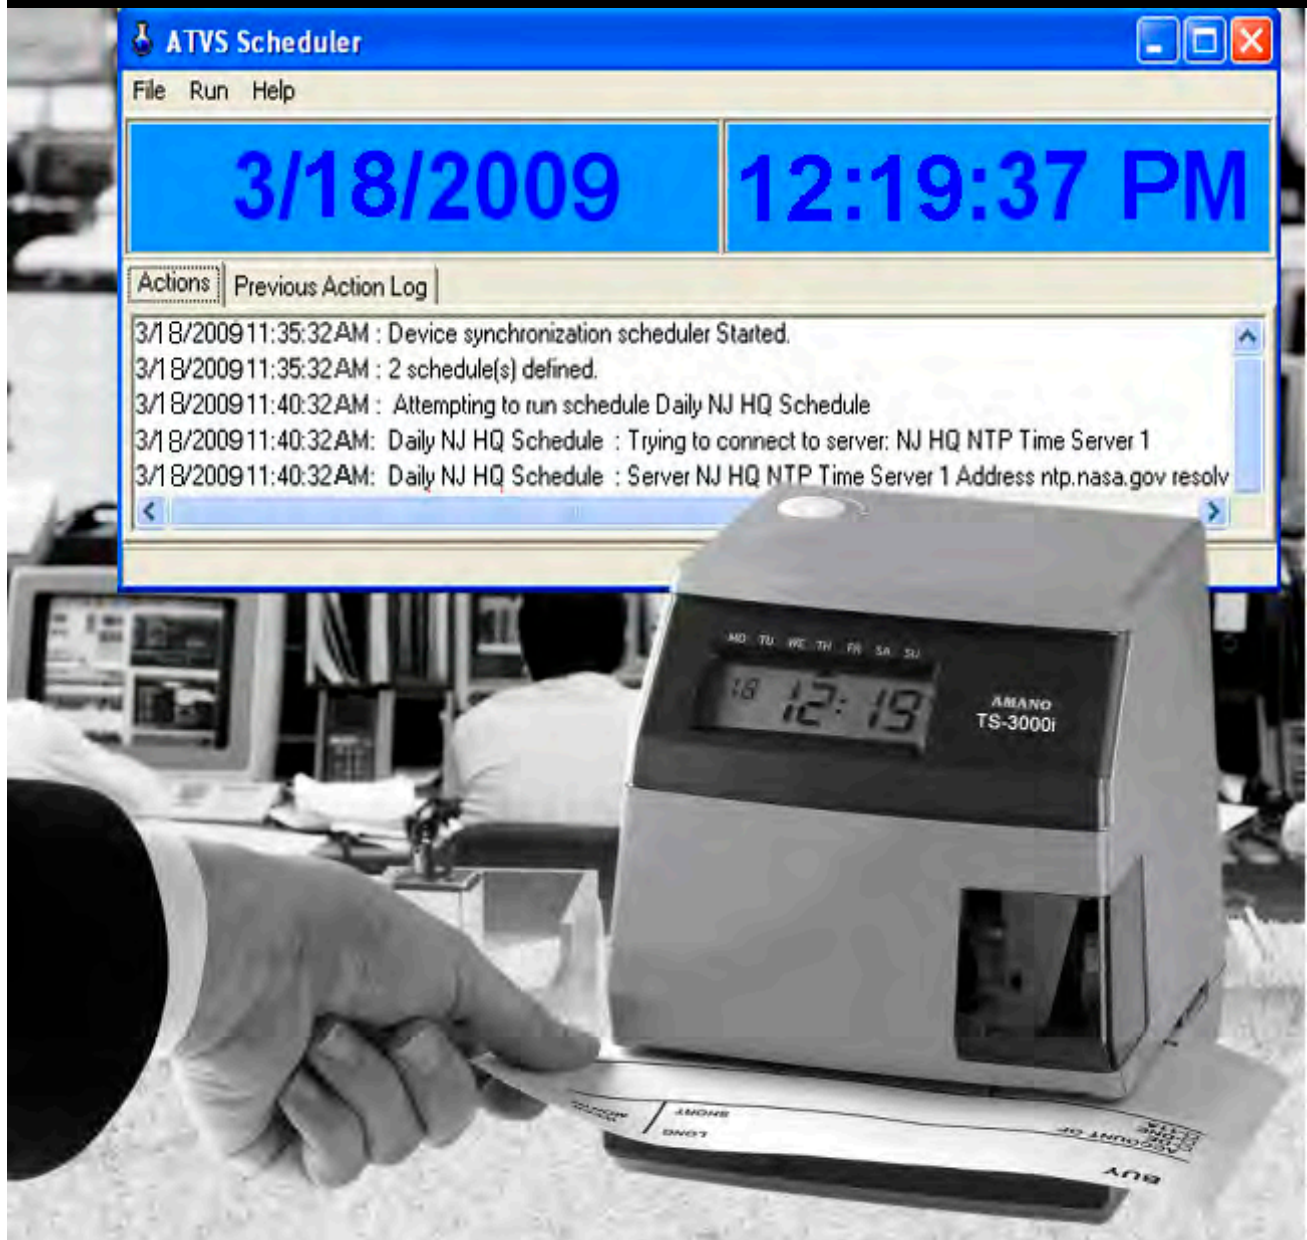 ATVS Scheduler
File Run Help
3/18/2009 12:19:37 PM
Actions Previous Action Log
3/18/2009 11:35:32 AM : Device synchronization scheduler Started.
3/18/2009 11:35:32 AM : 2 schedule(s) defined.
3/18/2009 11:40:32 AM : Attempting to run schedule Daily NJ HQ Schedule
3/18/2009 11:40:32 AM: Daily NJ HQ Schedule : Trying to connect to server: NJ HQ NTP Time Server 1
3/18/2009 11:40:32 AM: Daily NJ HQ Schedule : Server NJ HQ NTP Time Server 1 Address ntp.nasa.gov resolv
MO TU WE TH FR SA SU
18 12:19
AMANO
TS-3000i
SHORT
LONG
ACCOUNT OF
BUY